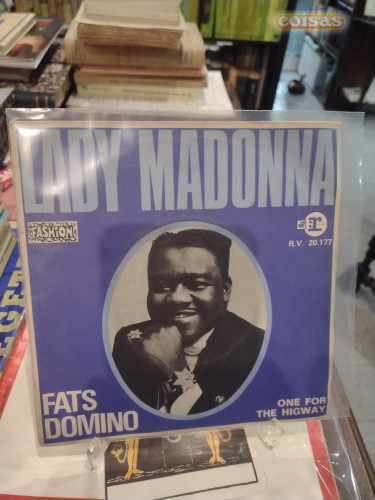 coisas
LADY MADONNA
FASHION
R.V. 20.177
FATS
DOMINO
ONE FOR
THE HIGWAY